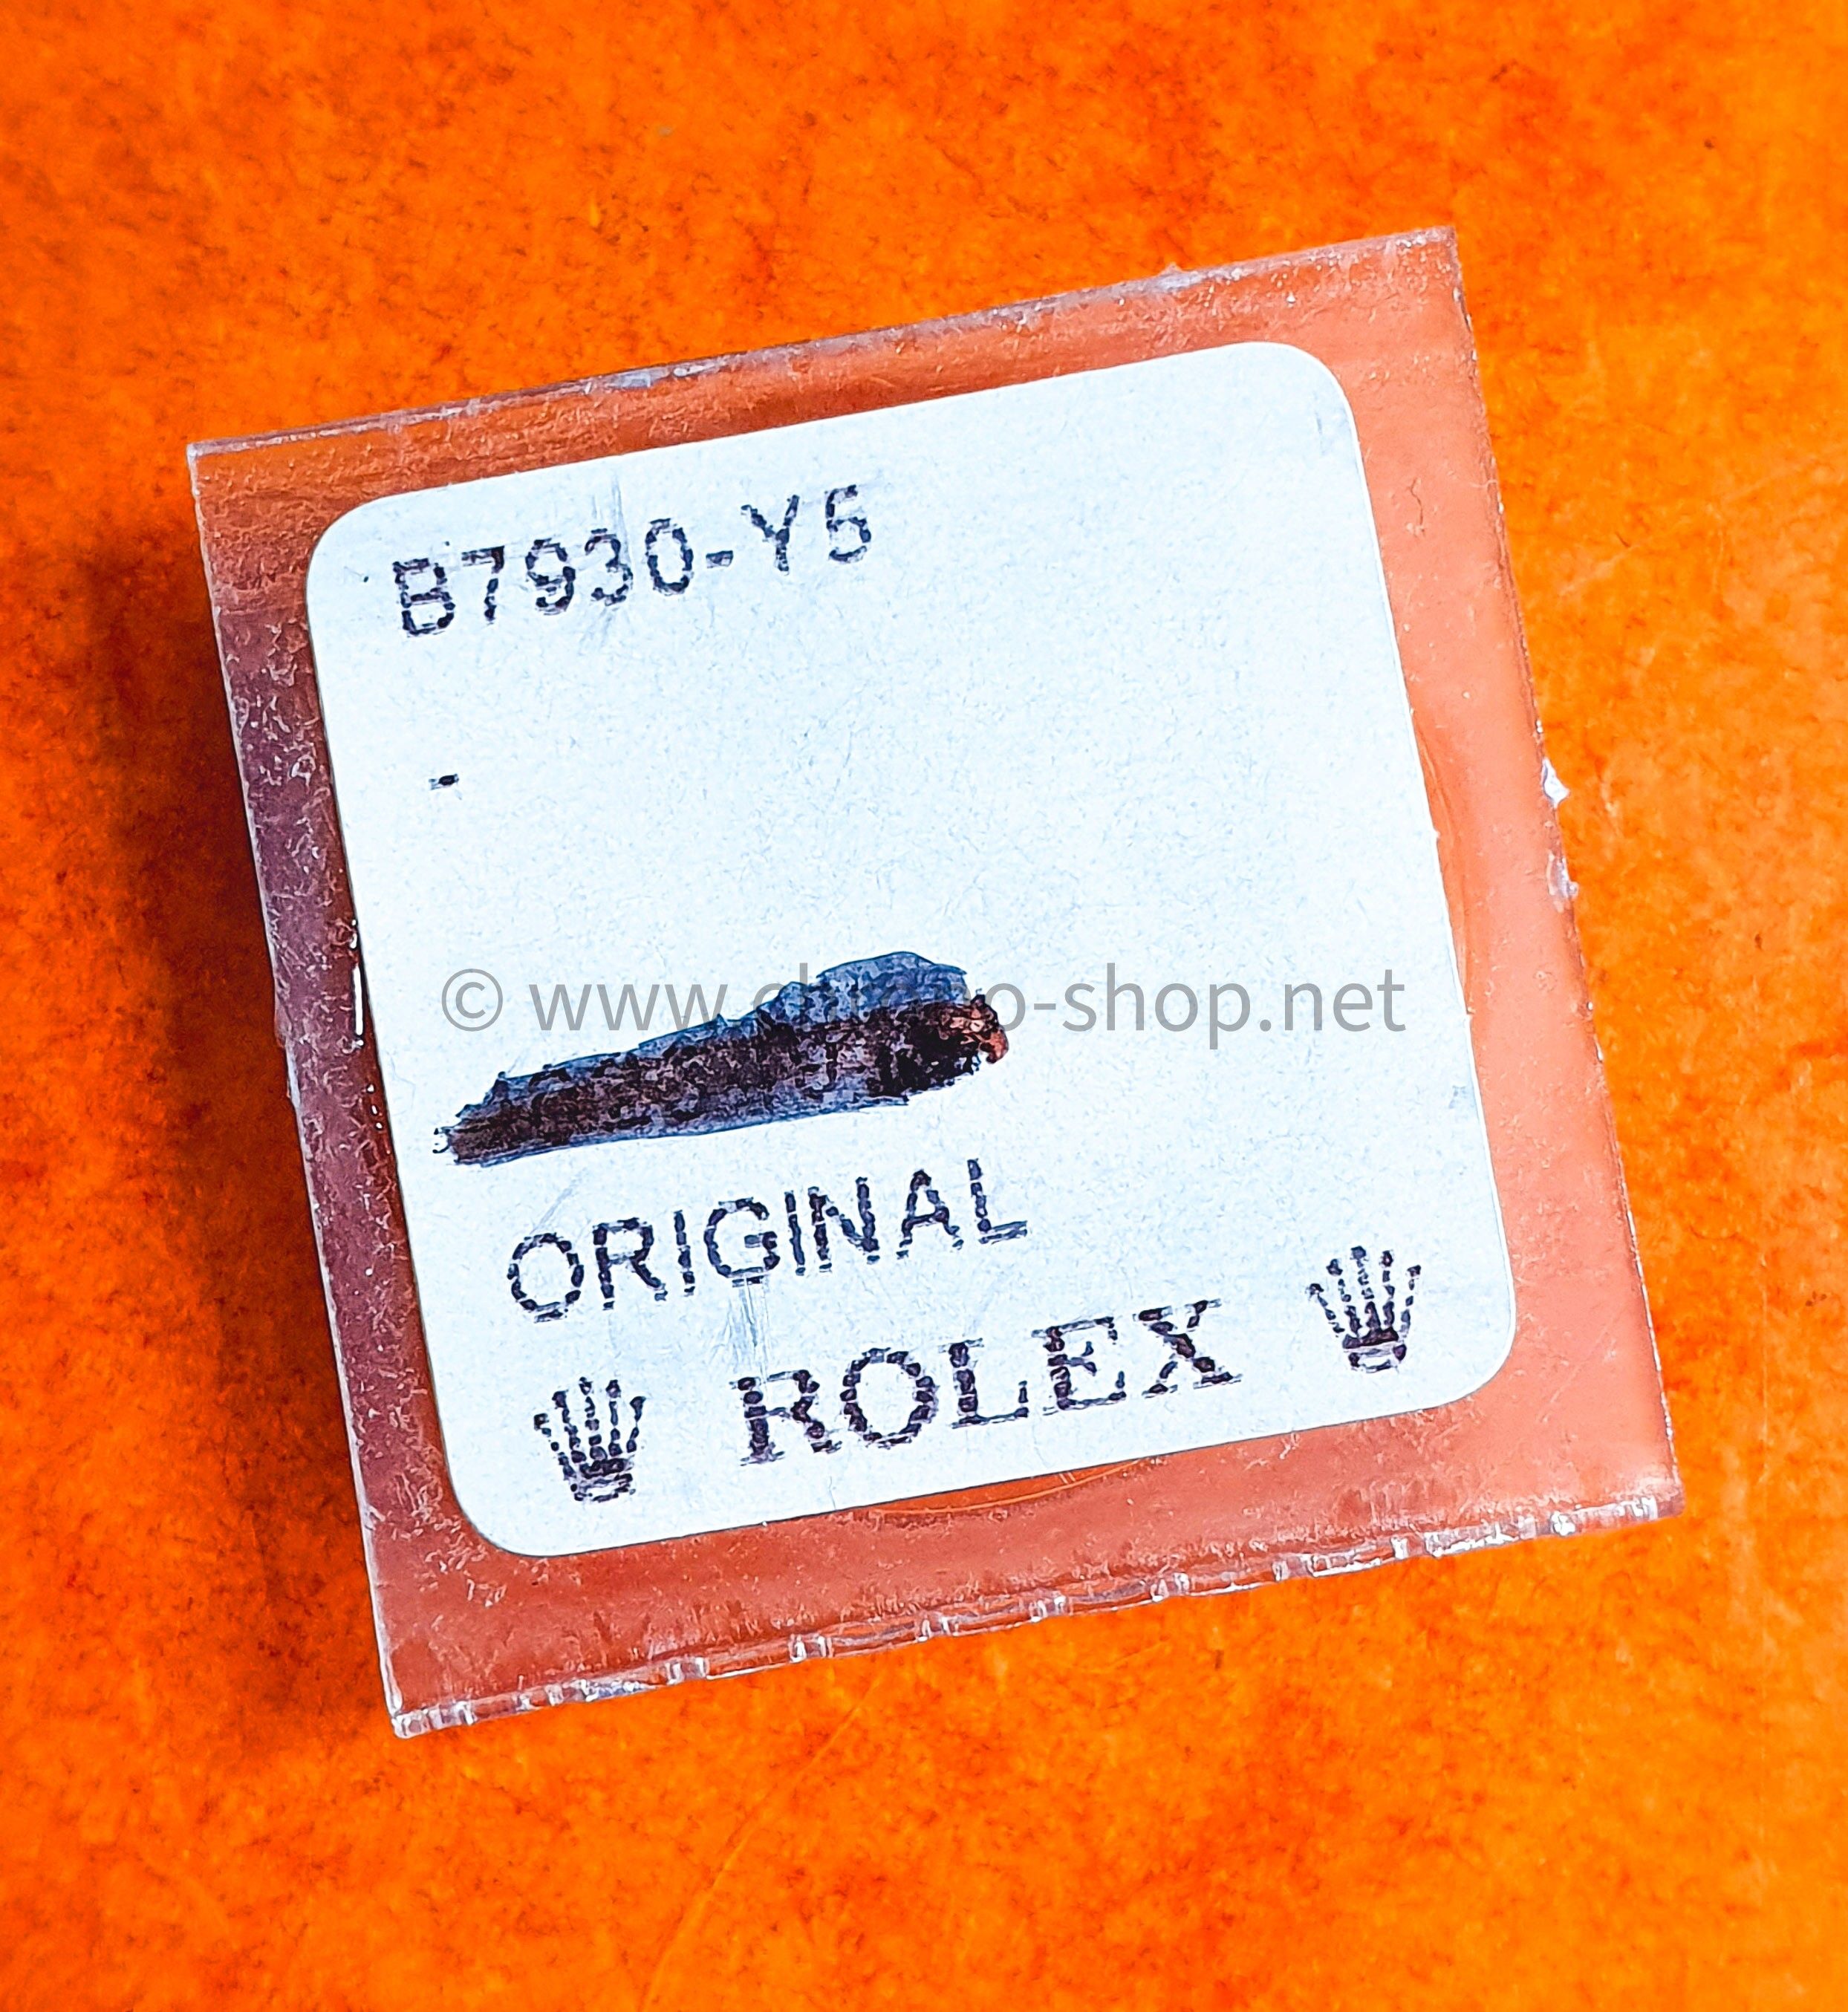 B7930-Y5
-
ORIGINAL
ROLEX